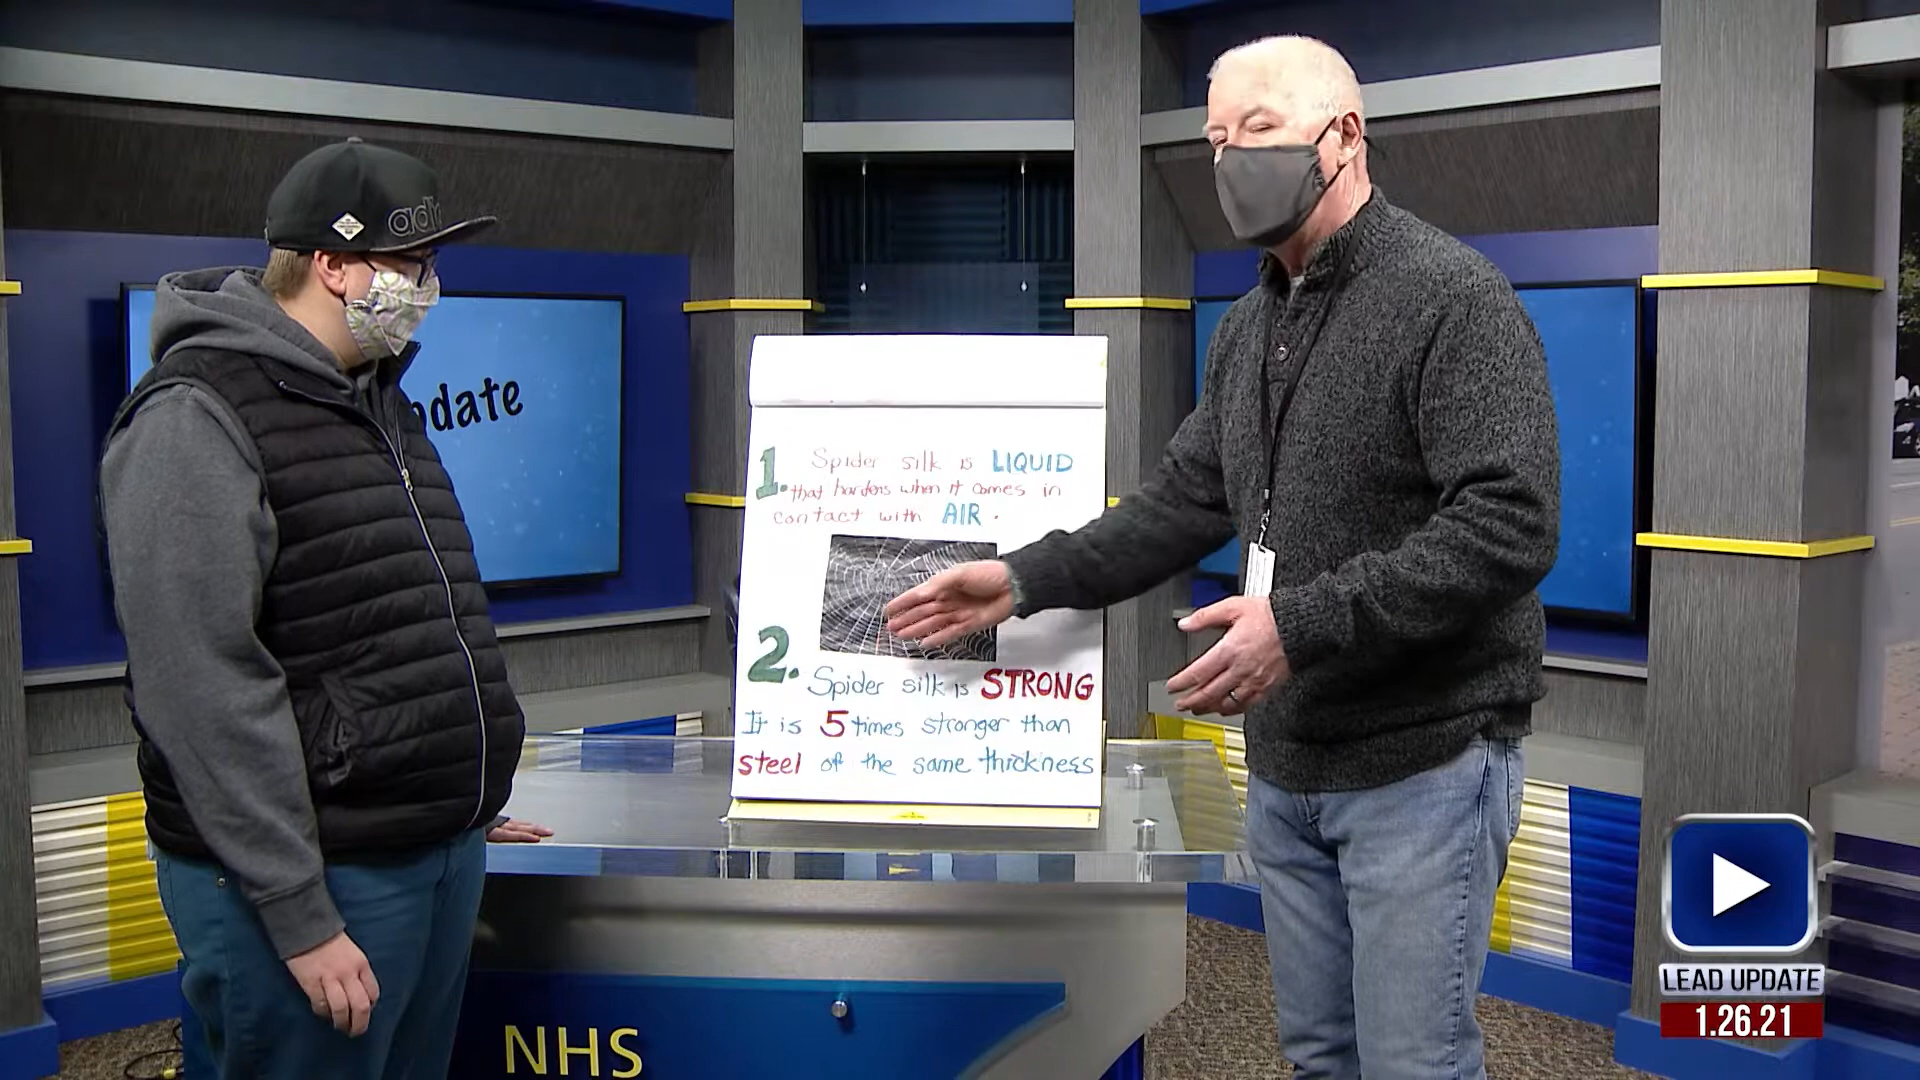 adi
pdate
1. Spider silk is LIQUID
that hardens when it comes in
contact with AIR.
2. Spider silk is STRONG
It is 5 times stronger than
steel of the same thickness
NHS
LEAD UPDATE
1.26.21